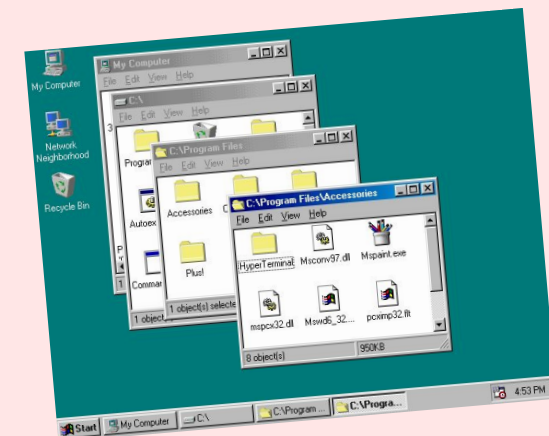 My Computer
Network
Neighborhood
Recycle Bin
My Computer
File Edit View Help
3
C:\
File Edit View Help
Program
Autoex
Comman
1 object(
C:\Program Files
File Edit View Help
Accessories
Plus!
1 object(s) selecte
C:\Program Files\Accessories
File Edit View Help
HyperTerminal
Msconv97.dll
Mspaint.exe
mspcx32.dll
Mswd6_32....
pcximp32.flt
8 object(s)
950KB
Start
My Computer
C:\
C:\Program ...
C:\Progra...
4:53 PM